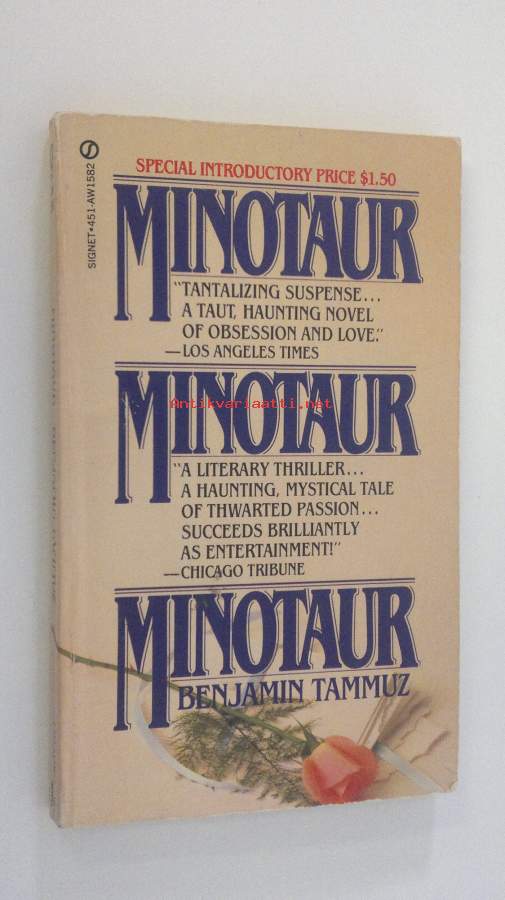 SIGNET•451-AW1582
SPECIAL INTRODUCTORY PRICE $1.50
MINOTAUR
"TANTALIZING SUSPENSE...
A TAUT, HAUNTING NOVEL
OF OBSESSION AND LOVE."
—LOS ANGELES TIMES
MINOTAUR
Antikvariaatti.net
"A LITERARY THRILLER...
A HAUNTING, MYSTICAL TALE
OF THWARTED PASSION...
SUCCEEDS BRILLIANTLY
AS ENTERTAINMENT!"
—CHICAGO TRIBUNE
MINOTAUR
BENJAMIN TAMMUZ